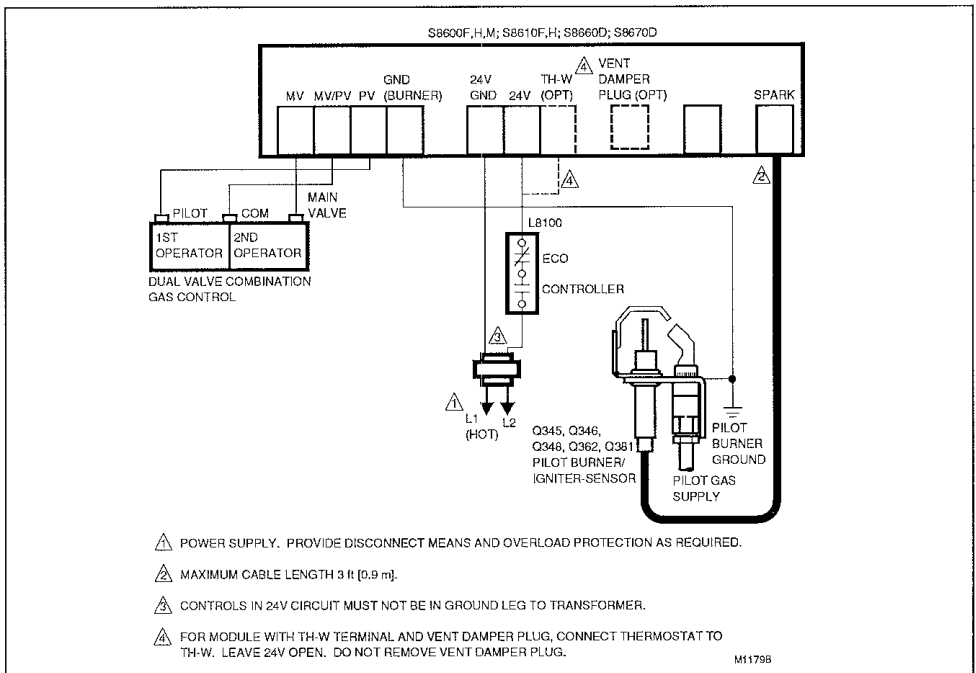 S8600F,H,M; S8610F,H; S8660D; S8670D
MV
MV/PV
PV
GND
(BURNER)
24V
GND
24V
TH-W
(OPT)
4
VENT
DAMPER
PLUG (OPT)
SPARK
4
2
PILOT
COM
MAIN
VALVE
1ST
OPERATOR
2ND
OPERATOR
DUAL VALVE COMBINATION
GAS CONTROL
L8100
ECO
CONTROLLER
3
1
L1
(HOT)
L2
Q345, Q346,
Q348, Q362, Q381
PILOT BURNER/
IGNITER-SENSOR
PILOT
BURNER
GROUND
PILOT GAS
SUPPLY
1 POWER SUPPLY. PROVIDE DISCONNECT MEANS AND OVERLOAD PROTECTION AS REQUIRED.
2 MAXIMUM CABLE LENGTH 3 ft [0.9 m].
3 CONTROLS IN 24V CIRCUIT MUST NOT BE IN GROUND LEG TO TRANSFORMER.
4 FOR MODULE WITH TH-W TERMINAL AND VENT DAMPER PLUG, CONNECT THERMOSTAT TO
TH-W. LEAVE 24V OPEN. DO NOT REMOVE VENT DAMPER PLUG.
M11798